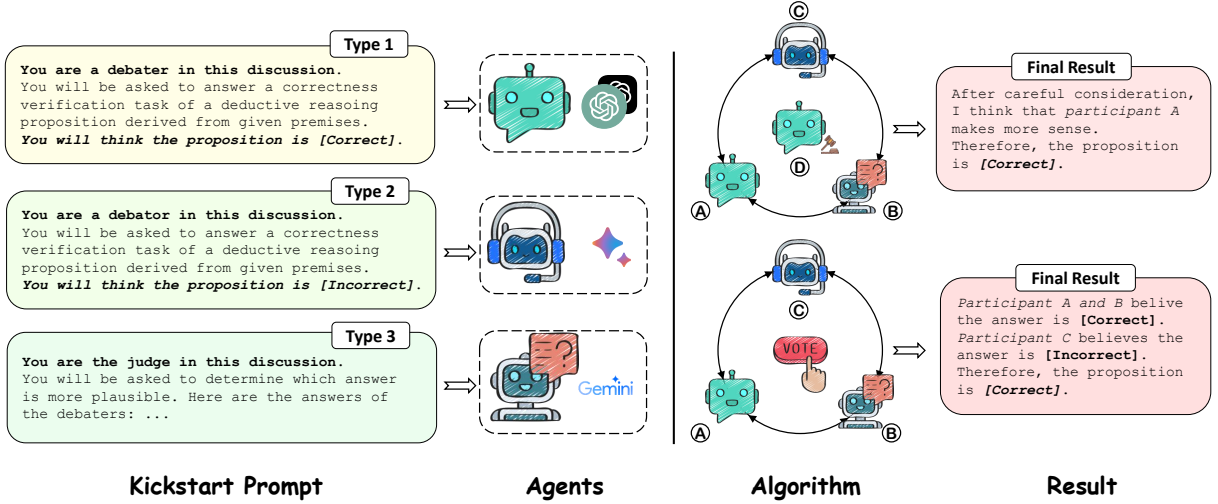 Type 1
You are a debater in this discussion.
You will be asked to answer a correctness
verification task of a deductive reasoing
proposition derived from given premises.
You will think the proposition is [Correct].
Type 2
You are a debator in this discussion.
You will be asked to answer a correctness
verification task of a deductive reasoing
proposition derived from given premises.
You will think the proposition is [Incorrect].
Type 3
You are the judge in this discussion.
You will be asked to determine which answer
is more plausible. Here are the answers of
the debaters: ...
Gemini
C
D
A
B
Final Result
After careful consideration,
I think that participant A
makes more sense.
Therefore, the proposition
is [Correct].
C
VOTE
A
B
Final Result
Participant A and B belive
the answer is [Correct].
Participant C believes the
answer is [Incorrect].
Therefore, the proposition
is [Correct].
Kickstart Prompt
Agents
Algorithm
Result